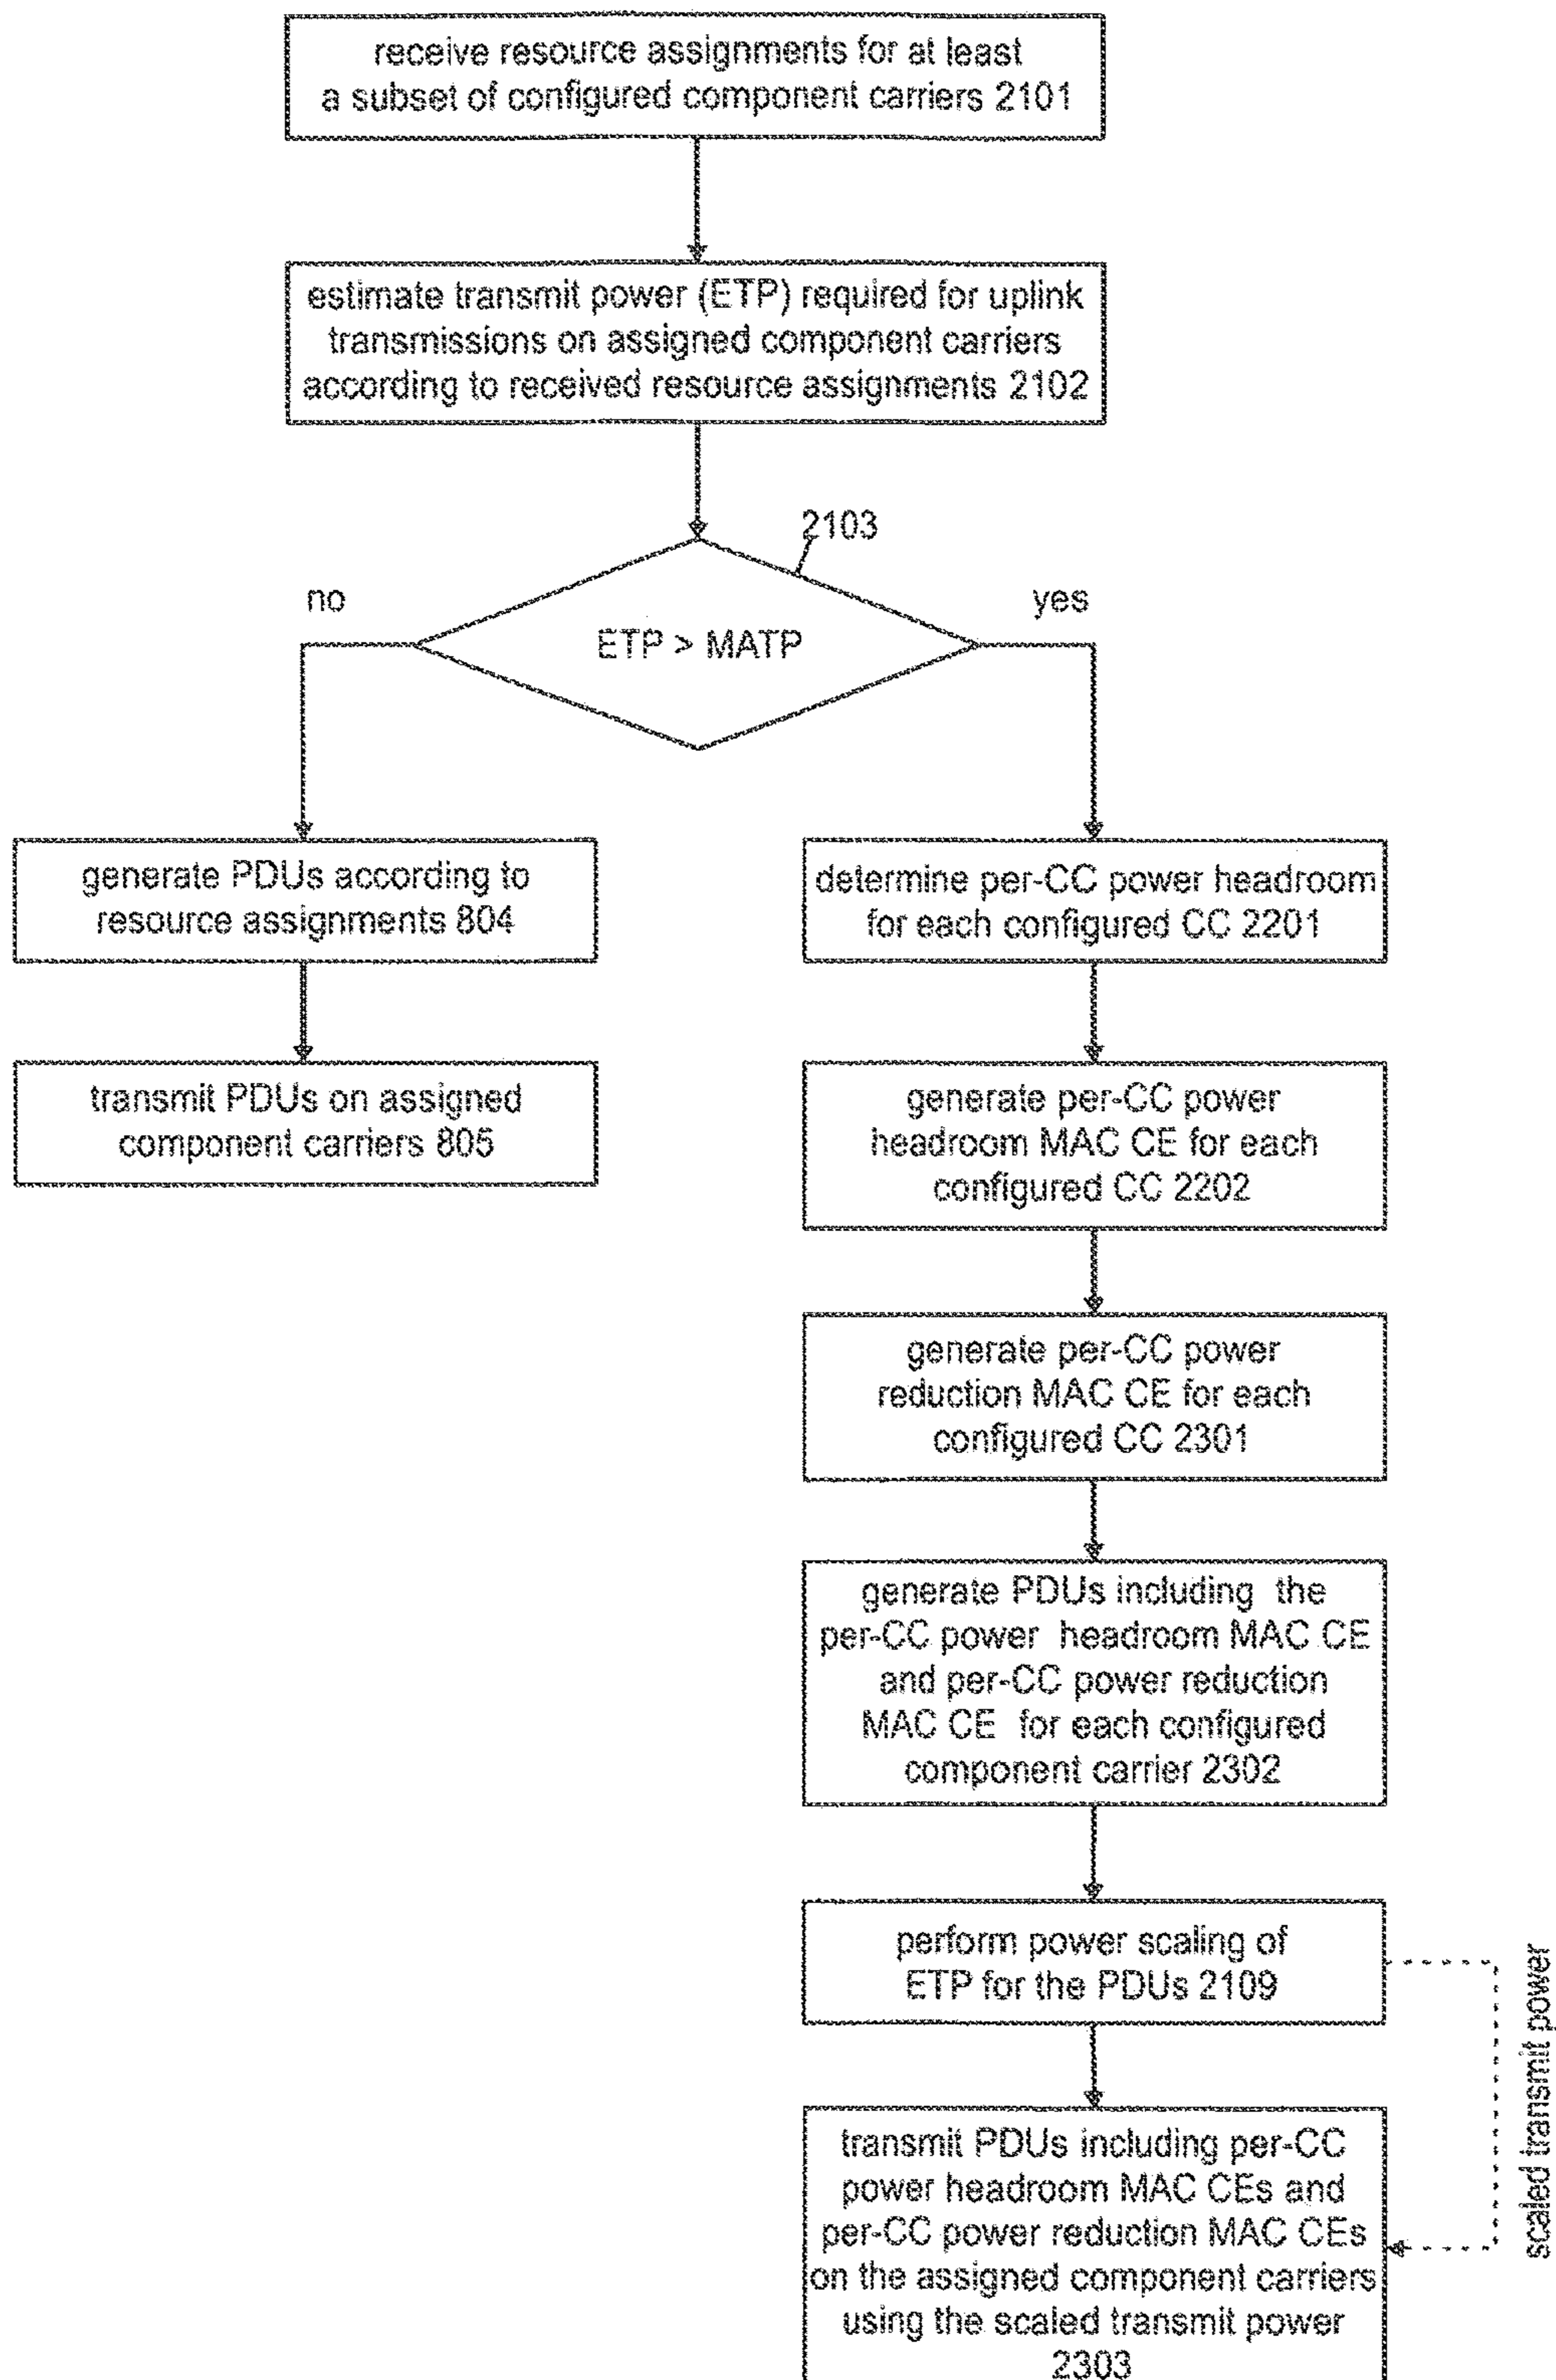 receive resource assignments for at least
a subset of configured component carriers 2101
estimate transmit power (ETP) required for uplink
transmissions on assigned component carriers
according to received resource assignments 2102
2103
no
yes
ETP > MATP
generate PDUs according to
resource assignments 804
transmit PDUs on assigned
component carriers 805
determine per-CC power headroom
for each configured CC 2201
generate per-CC power
headroom MAC CE for each
configured CC 2202
generate per-CC power
reduction MAC CE for each
configured CC 2301
generate PDUs including the
per-CC power headroom MAC CE
and per-CC power reduction
MAC CE for each configured
component carrier 2302
perform power scaling of
ETP for the PDUs 2109
scaled transmit power
transmit PDUs including per-CC
power headroom MAC CEs and
per-CC power reduction MAC CEs
on the assigned component carriers
using the scaled transmit power
2303